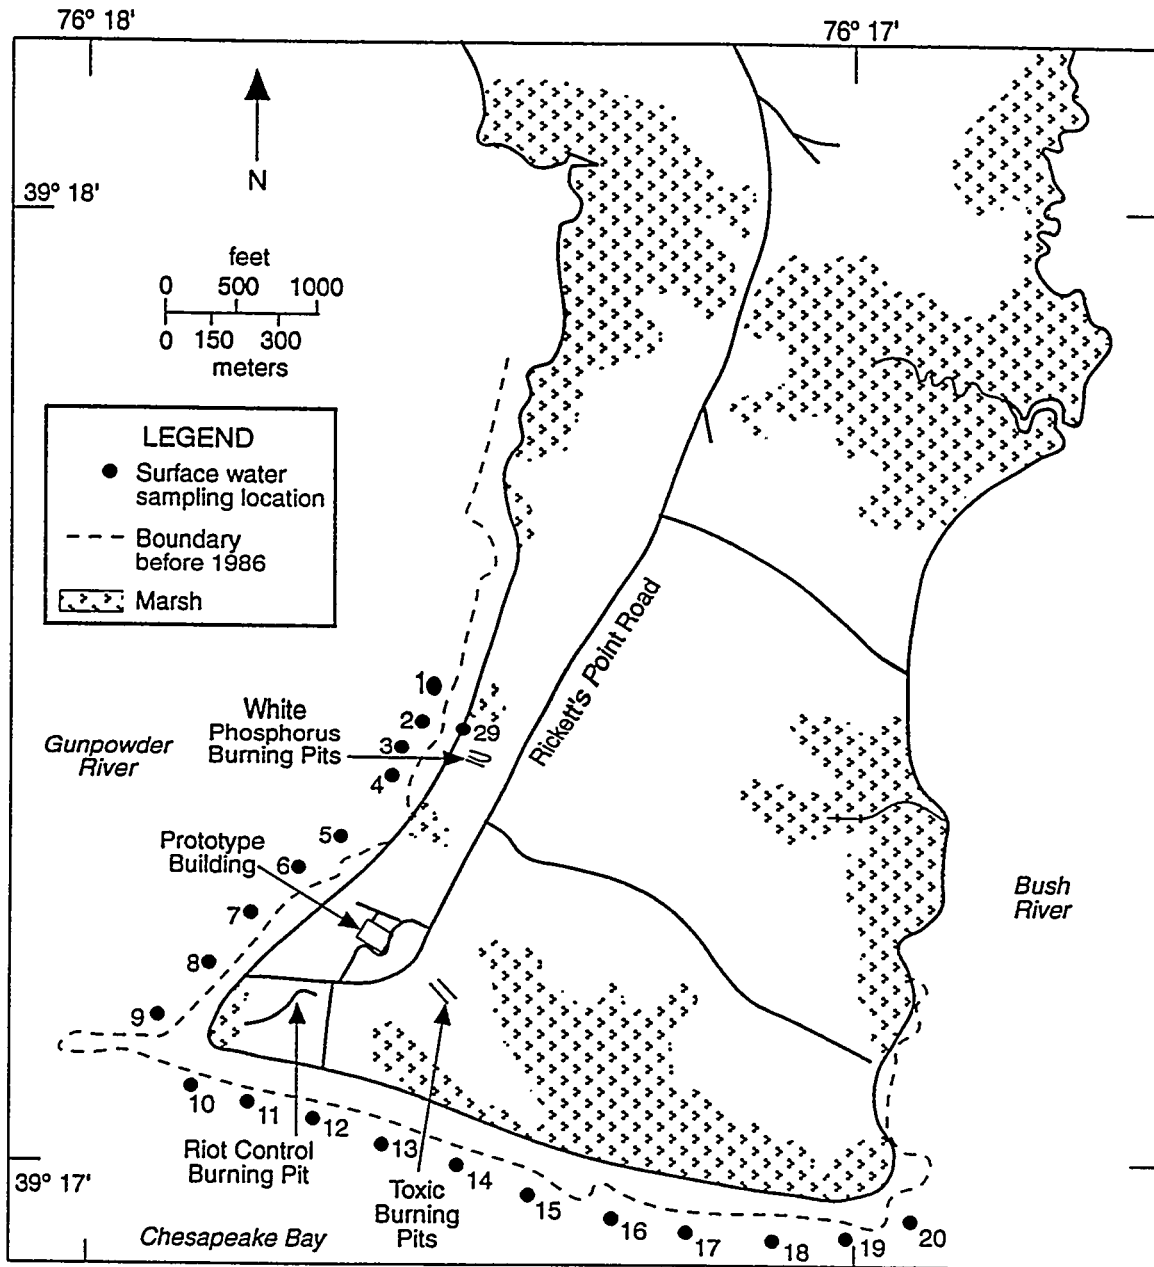 76° 18'
76° 17'
N
39° 18'
feet
0 500 1000
0 150 300
meters
LEGEND
Surface water
sampling location
Boundary
before 1986
Marsh
Rickett's Point Road
1
2
3
4
29
White
Phosphorus
Burning Pits
Gunpowder
River
5
6
7
8
9
Prototype
Building
Bush
River
10
11
12
13
14
15
16
17
18
19
20
Riot Control
Burning Pit
Toxic
Burning
Pits
39° 17'
Chesapeake Bay